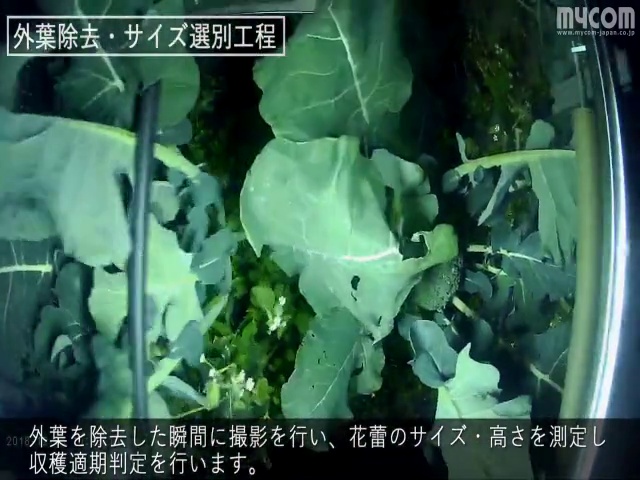 外葉除去・サイズ選別工程
mycom
www.mycom-japan.co.jp
2018
外葉を除去した瞬間に撮影を行い、花蕾のサイズ・高さを測定し
収穫適期判定を行います。